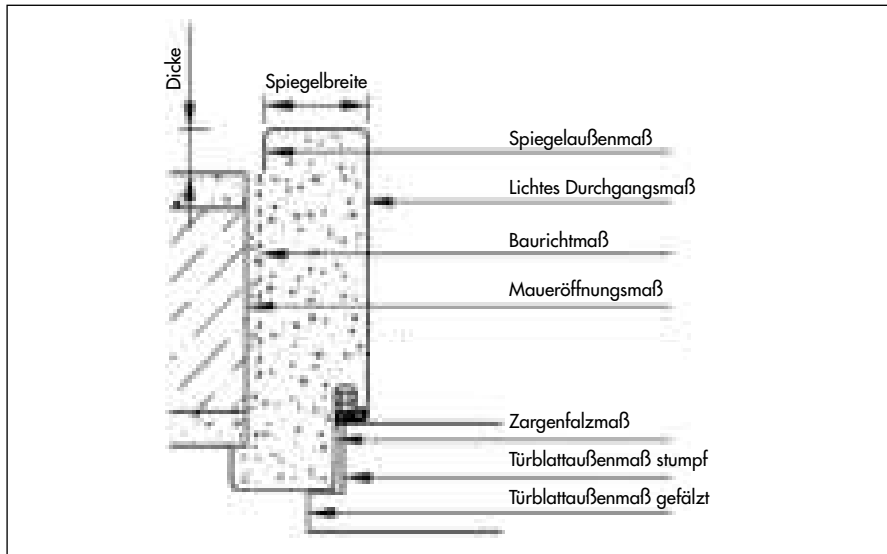 Dicke
Spiegelbreite
Spiegelaußenmaß
Lichtes Durchgangsmaß
Baurichtmaß
Maueröffnungsmaß
Zargenfalzmaß
Türblattaußenmaß stumpf
Türblattaußenmaß gefälzt